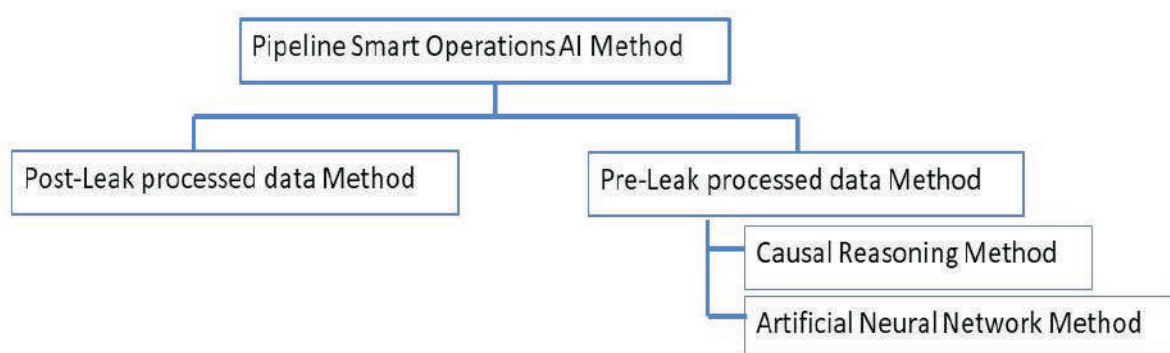 Pipeline Smart Operations AI Method
Post-Leak processed data Method
Pre-Leak processed data Method
Causal Reasoning Method
Artificial Neural Network Method